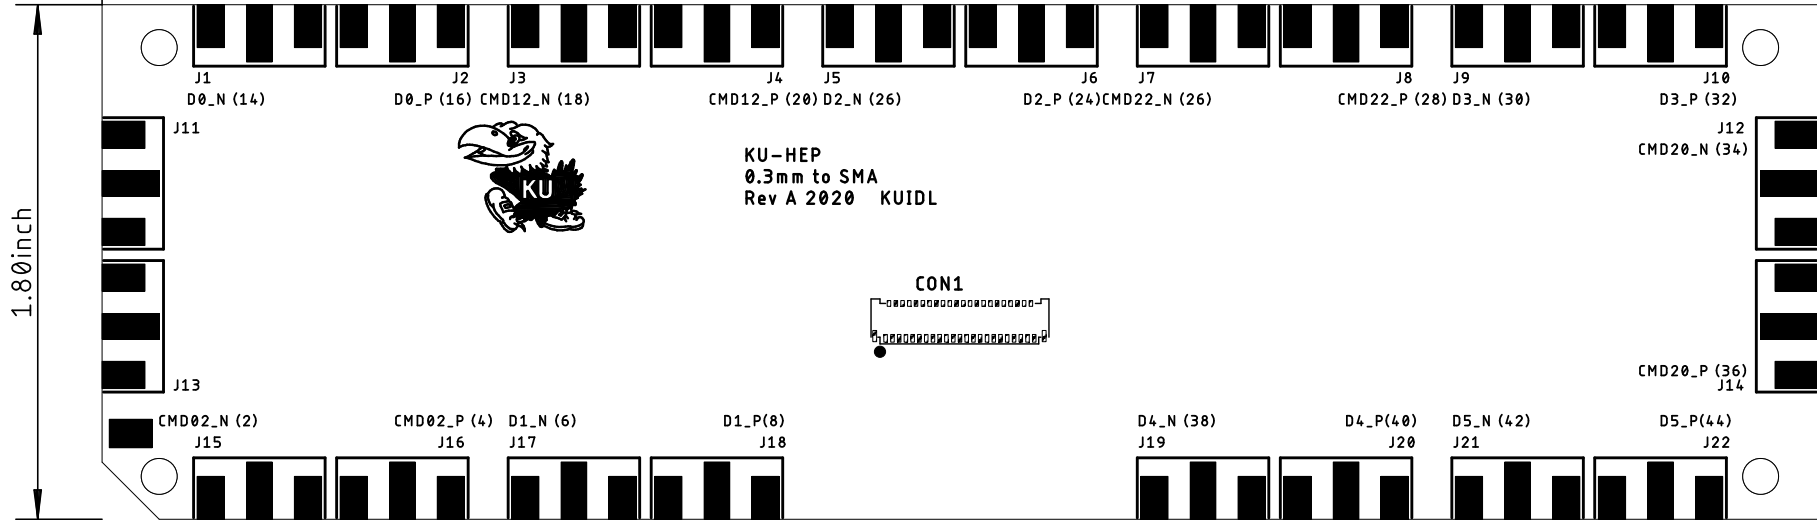 J1
J2
J3
J4
J5
J6
J7
J8
J9
J10
D0_N (14)
D0_P (16)
CMD12_N (18)
CMD12_P (20)
D2_N (26)
D2_P (24)
CMD22_N (26)
CMD22_P (28)
D3_N (30)
D3_P (32)
J11
J12
CMD20_N (34)
KU-HEP
0.3mm to SMA
Rev A 2020 KUIDL
KU
1.80inch
CON1
J13
CMD20_P (36)
J14
CMD02_N (2)
CMD02_P (4)
D1_N (6)
D1_P(8)
D4_N (38)
D4_P(40)
D5_N (42)
D5_P(44)
J15
J16
J17
J18
J19
J20
J21
J22